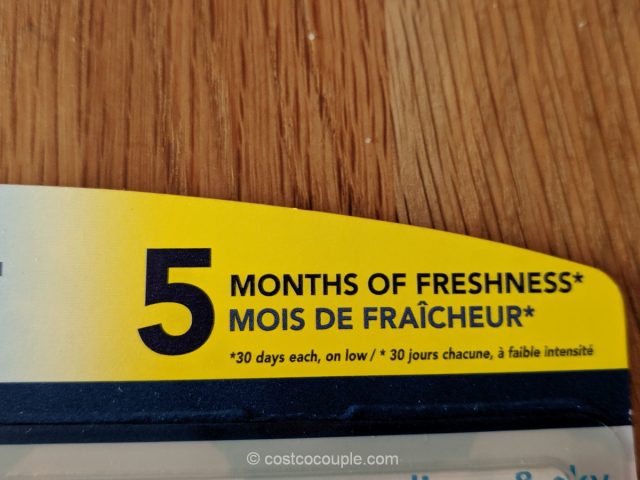 5 MONTHS OF FRESHNESS*
MOIS DE FRAÎCHEUR*
*30 days each, on low / * 30 jours chacune, à faible intensité
© costcocouple.com